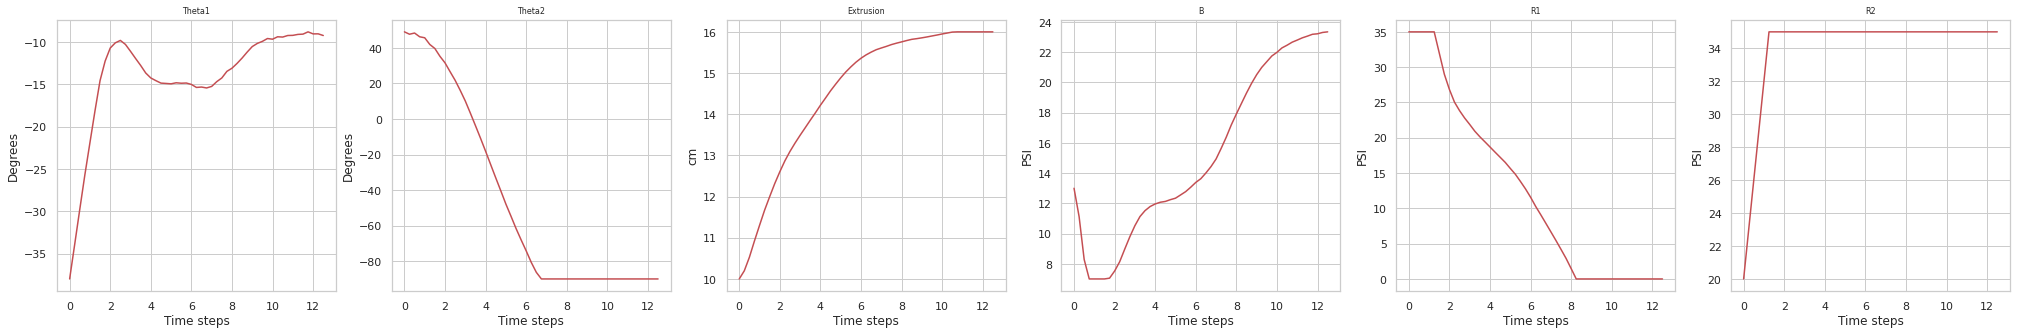 Theta1
Degrees
−10
−15
−20
−25
−30
−35
0 2 4 6 8 10 12
Time steps
Theta2
Degrees
40
20
0
−20
−40
−60
−80
0 2 4 6 8 10 12
Time steps
Extrusion
cm
16
15
14
13
12
11
10
0 2 4 6 8 10 12
Time steps
B
PSI
24
22
20
18
16
14
12
10
8
0 2 4 6 8 10 12
Time steps
R1
PSI
35
30
25
20
15
10
5
0
0 2 4 6 8 10 12
Time steps
R2
PSI
34
32
30
28
26
24
22
20
0 2 4 6 8 10 12
Time steps